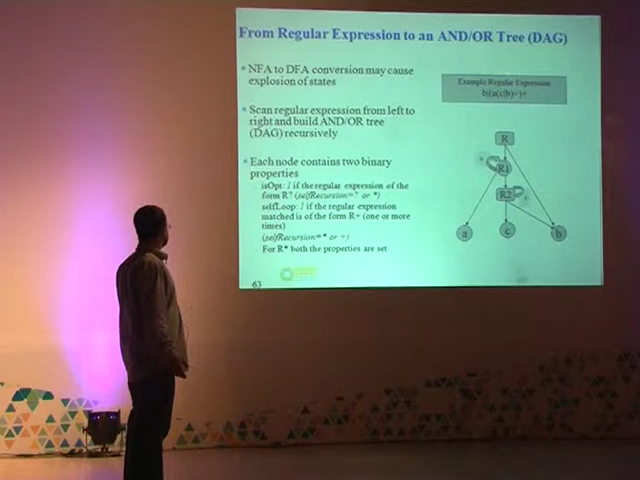 From Regular Expression to an AND/OR Tree (DAG)
NFA to DFA conversion may cause
explosion of states
Scan regular expression from left to
right and build AND/OR tree
(DAG) recursively
Each node contains two binary
properties
isOpt: 1 if the regular expression of the
form R? (selfRecursion=? or *)
selfLoop: 1 if the regular expression
matched is of the form R+ (one or more
times)
(selfRecursion=* or +)
For R* both the properties are set
63
Example Regular Expression
b|(a(c|b)+)+
R
+
R1
R2
+
a
c
b